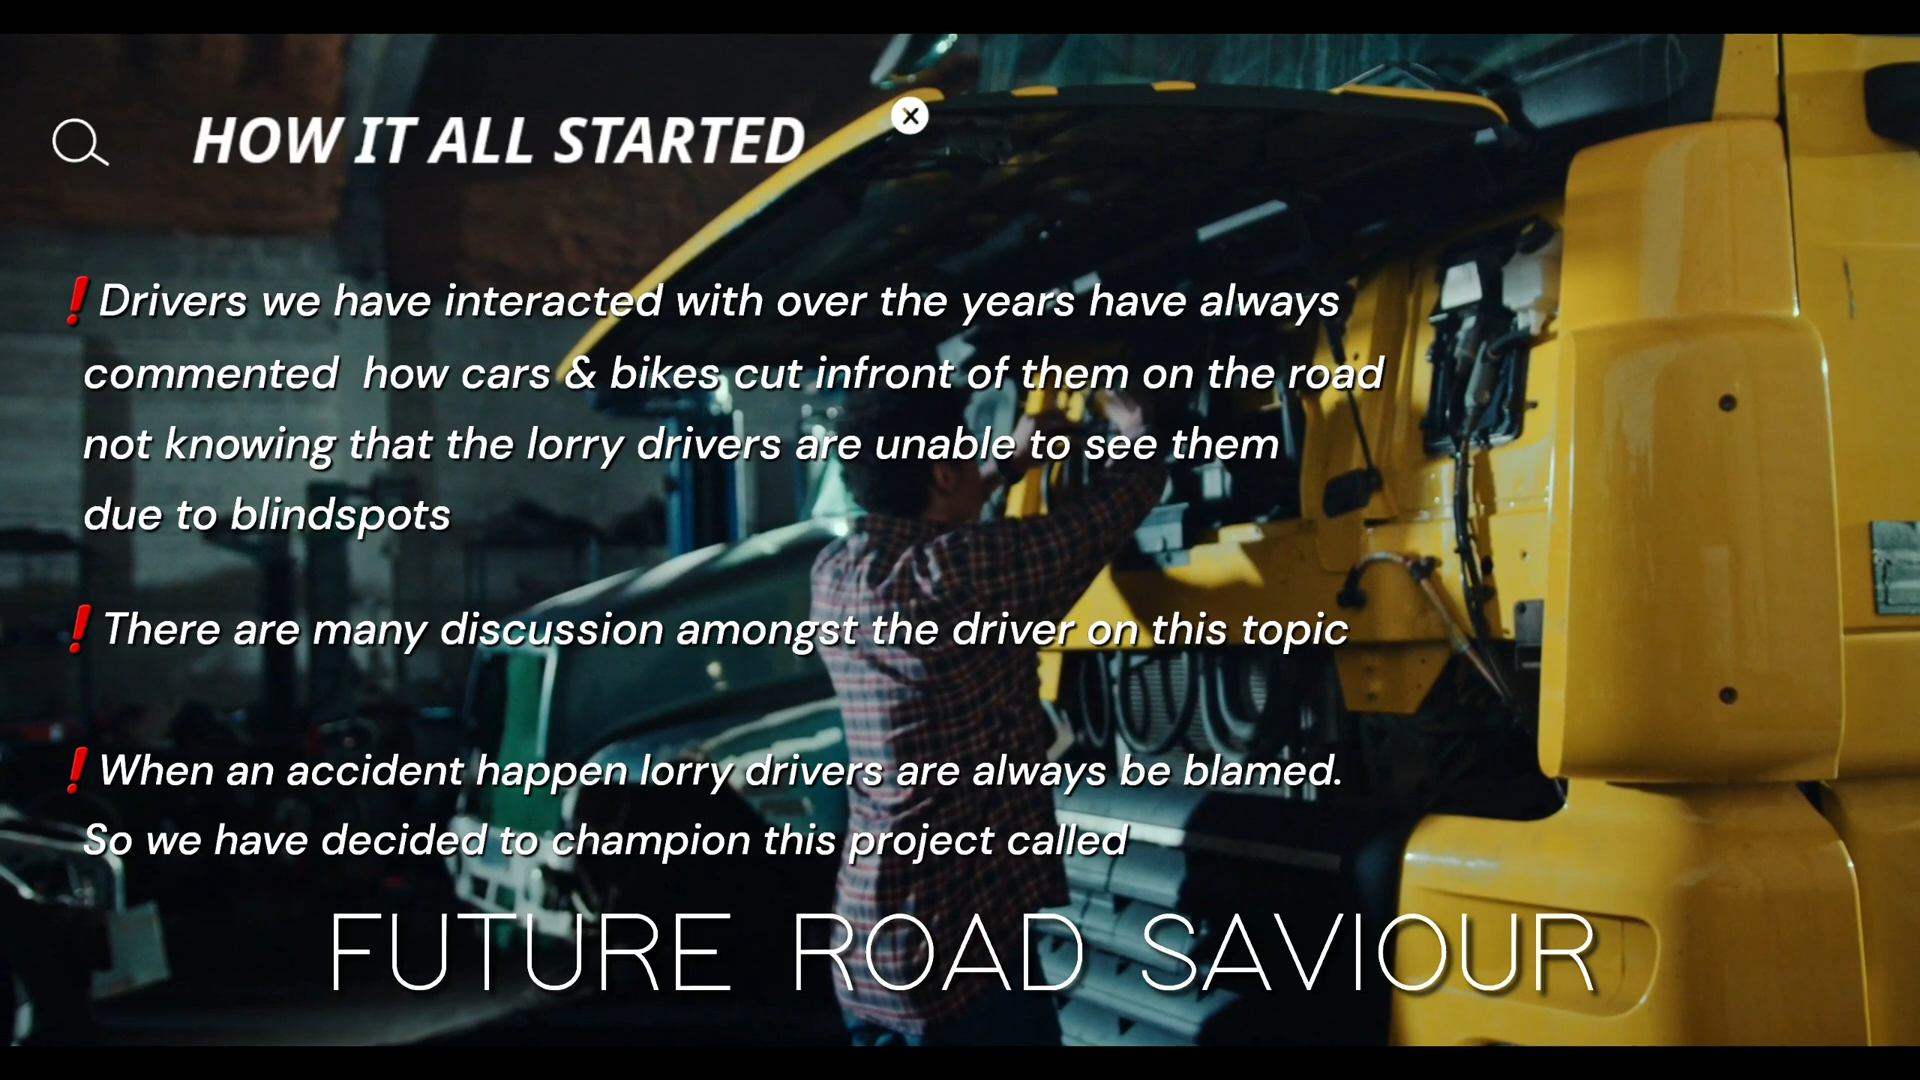 HOW IT ALL STARTED
❗Drivers we have interacted with over the years have always
commented how cars & bikes cut infront of them on the road
not knowing that the lorry drivers are unable to see them
due to blindspots
❗There are many discussion amongst the driver on this topic
❗When an accident happen lorry drivers are always be blamed.
So we have decided to champion this project called
FUTURE ROAD SAVIOUR